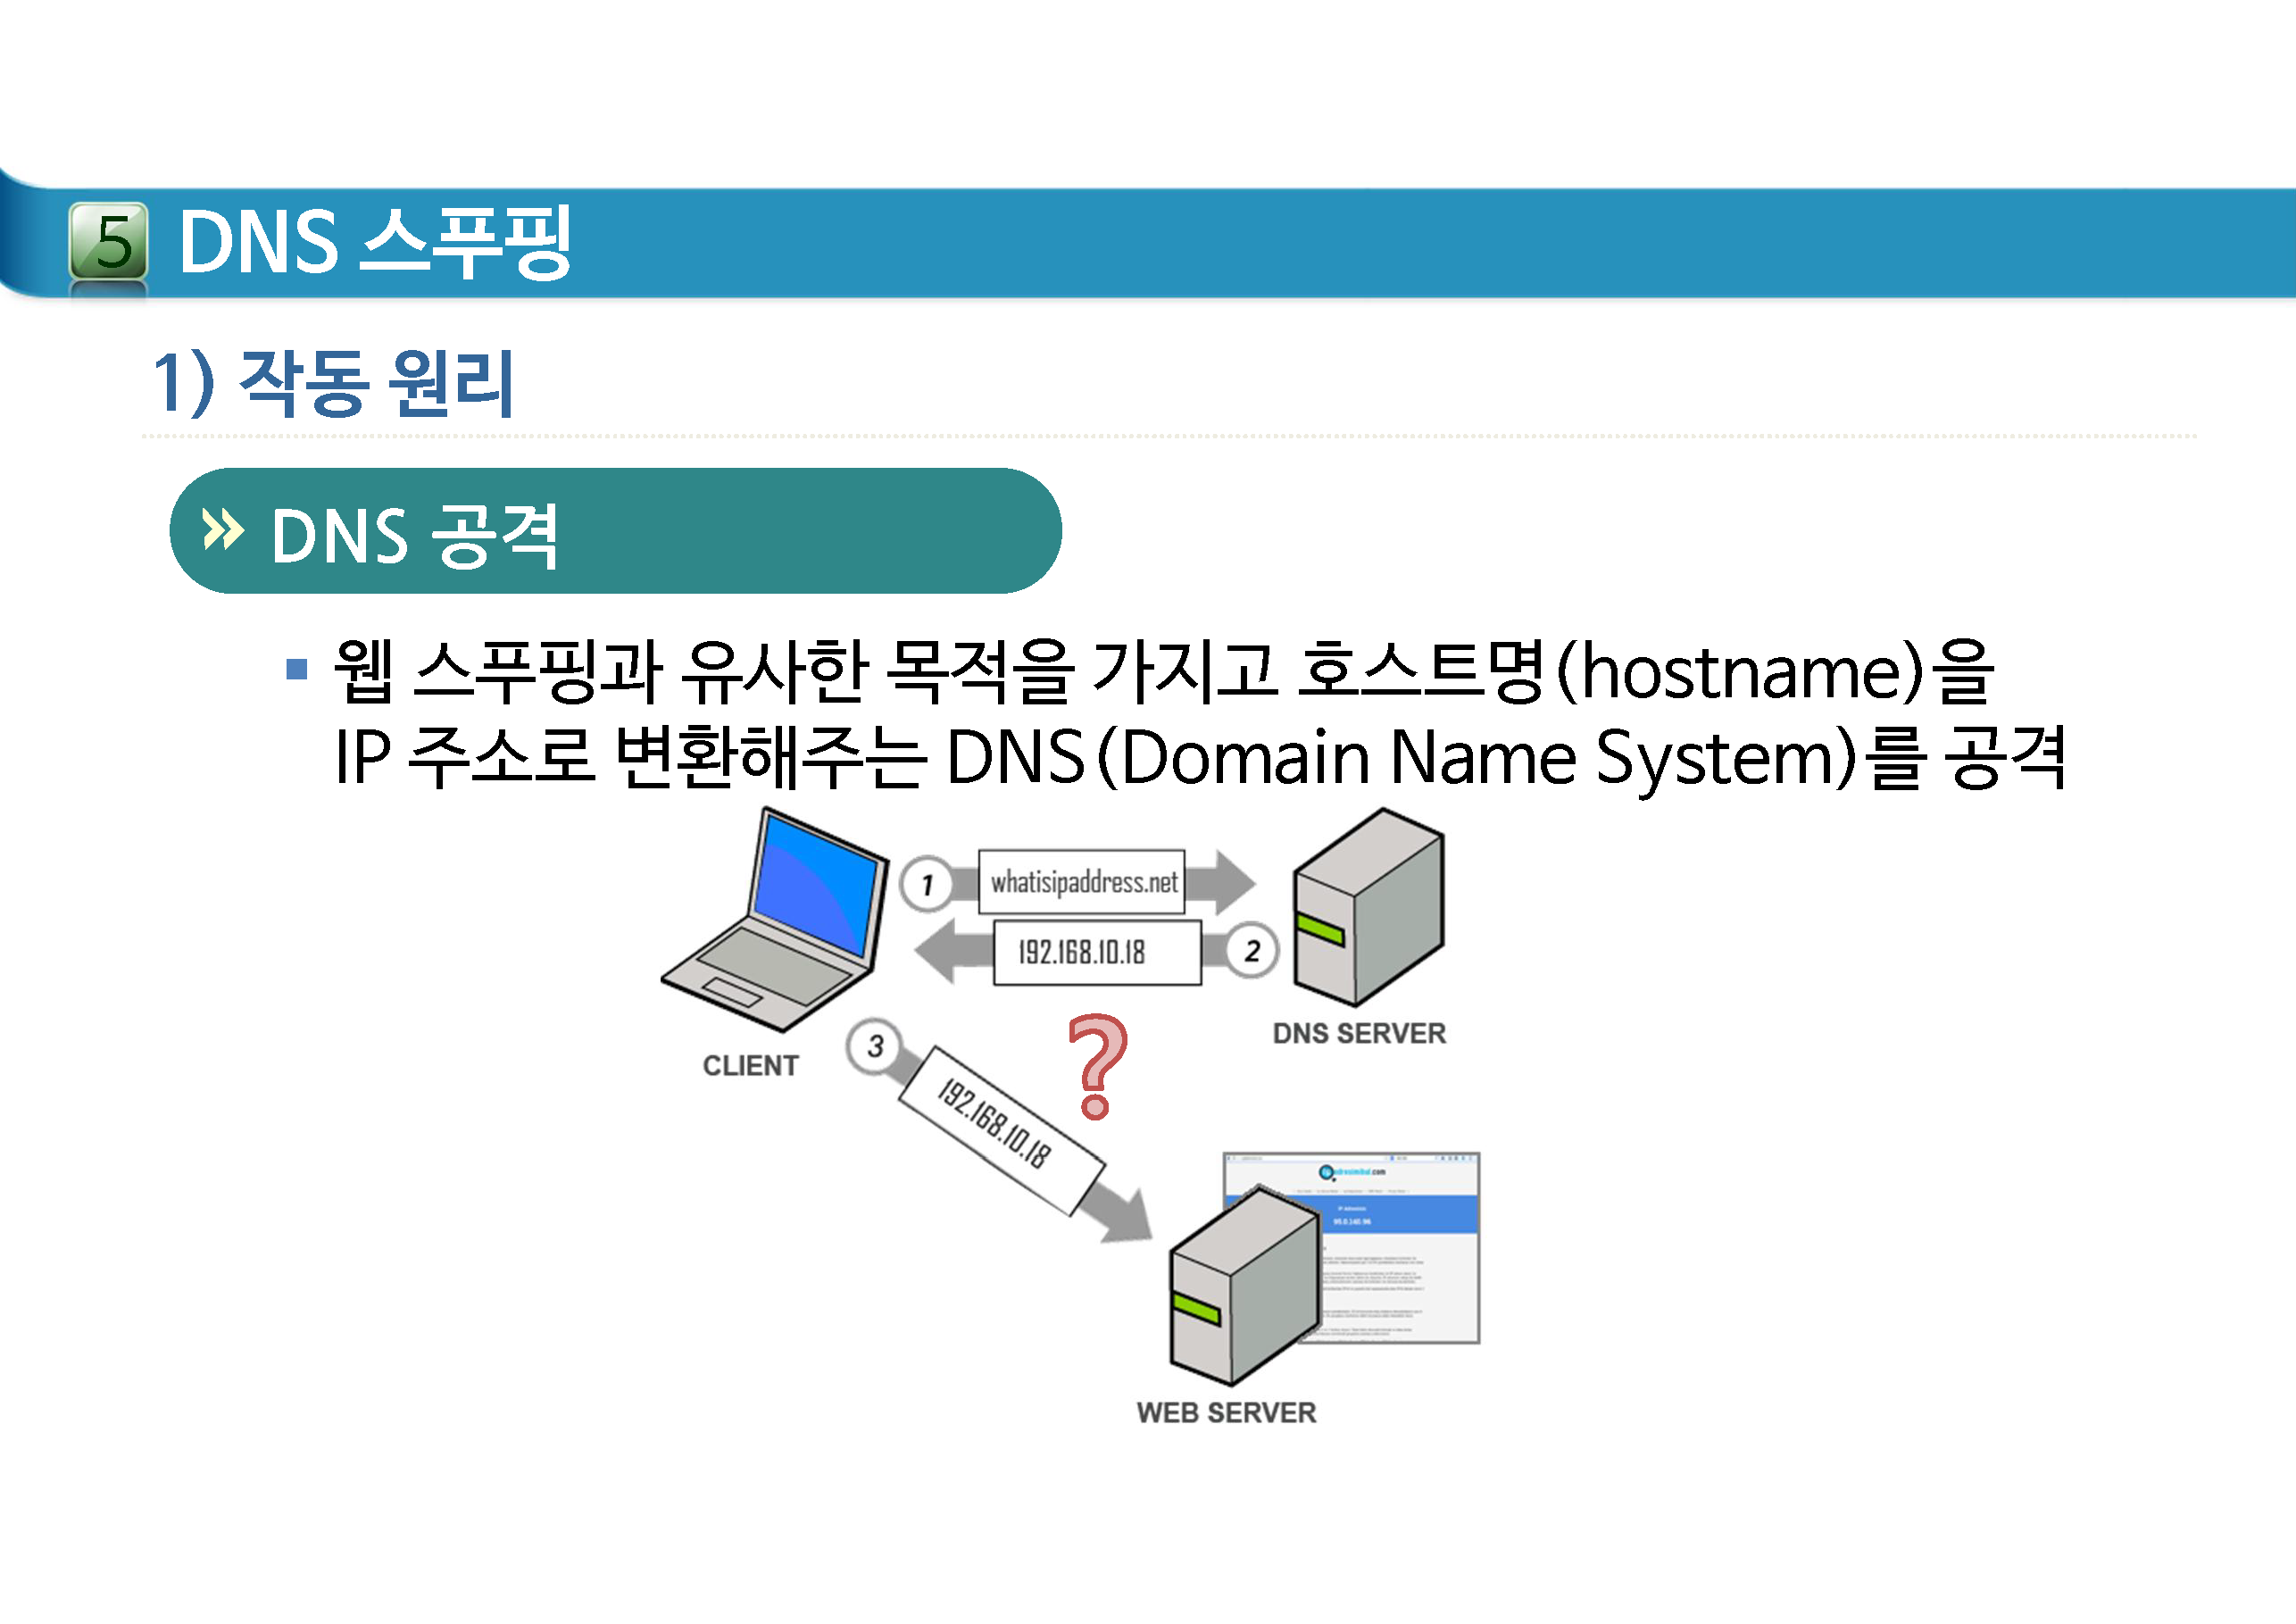 5 DNS 스푸핑
1) 작동 원리
» DNS 공격
▪ 웹 스푸핑과 유사한 목적을 가지고 호스트명(hostname)을
IP 주소로 변환해주는 DNS(Domain Name System)를 공격
1 whatisipaddress.net
192.168.10.18 2
DNS SERVER
CLIENT
3 192.168.10.18
?
WEB SERVER